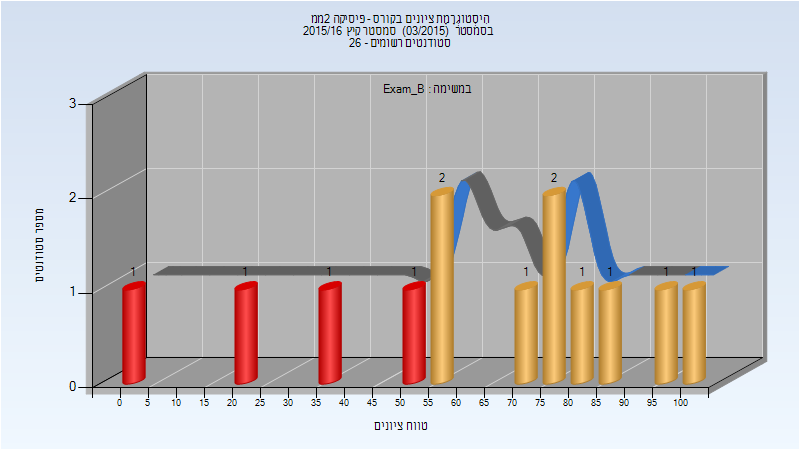 היסטוגרמת ציונים בקורס - פיסיקה 2ממ
בסמסטר (03/2015) סמסטר קיץ 2015/16
סטודנטים רשומים - 26
במשימה : Exam_B
3
2
1
0
מספר סטודנטים
1 1 1 1 2 1 2 1 1 1 1
0 5 10 15 20 25 30 35 40 45 50 55 60 65 70 75 80 85 90 95 100
טווח ציונים